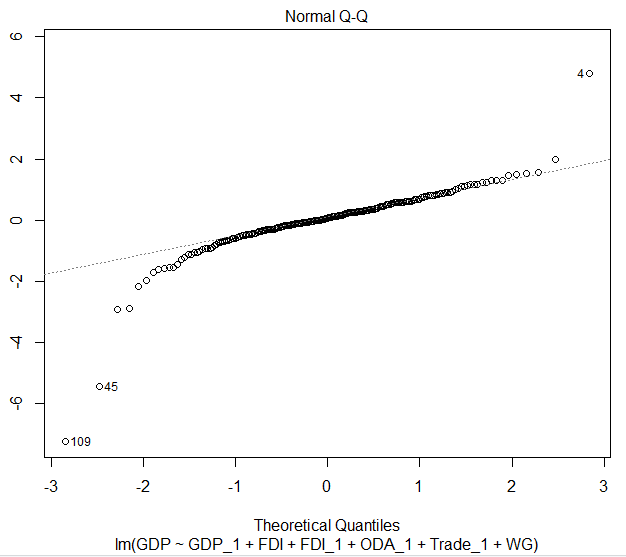 Normal Q-Q
6
4
2
0
-2
-4
-6
4
45
109
-3 -2 -1 0 1 2 3
Theoretical Quantiles
lm(GDP ~ GDP_1 + FDI + FDI_1 + ODA_1 + Trade_1 + WG)